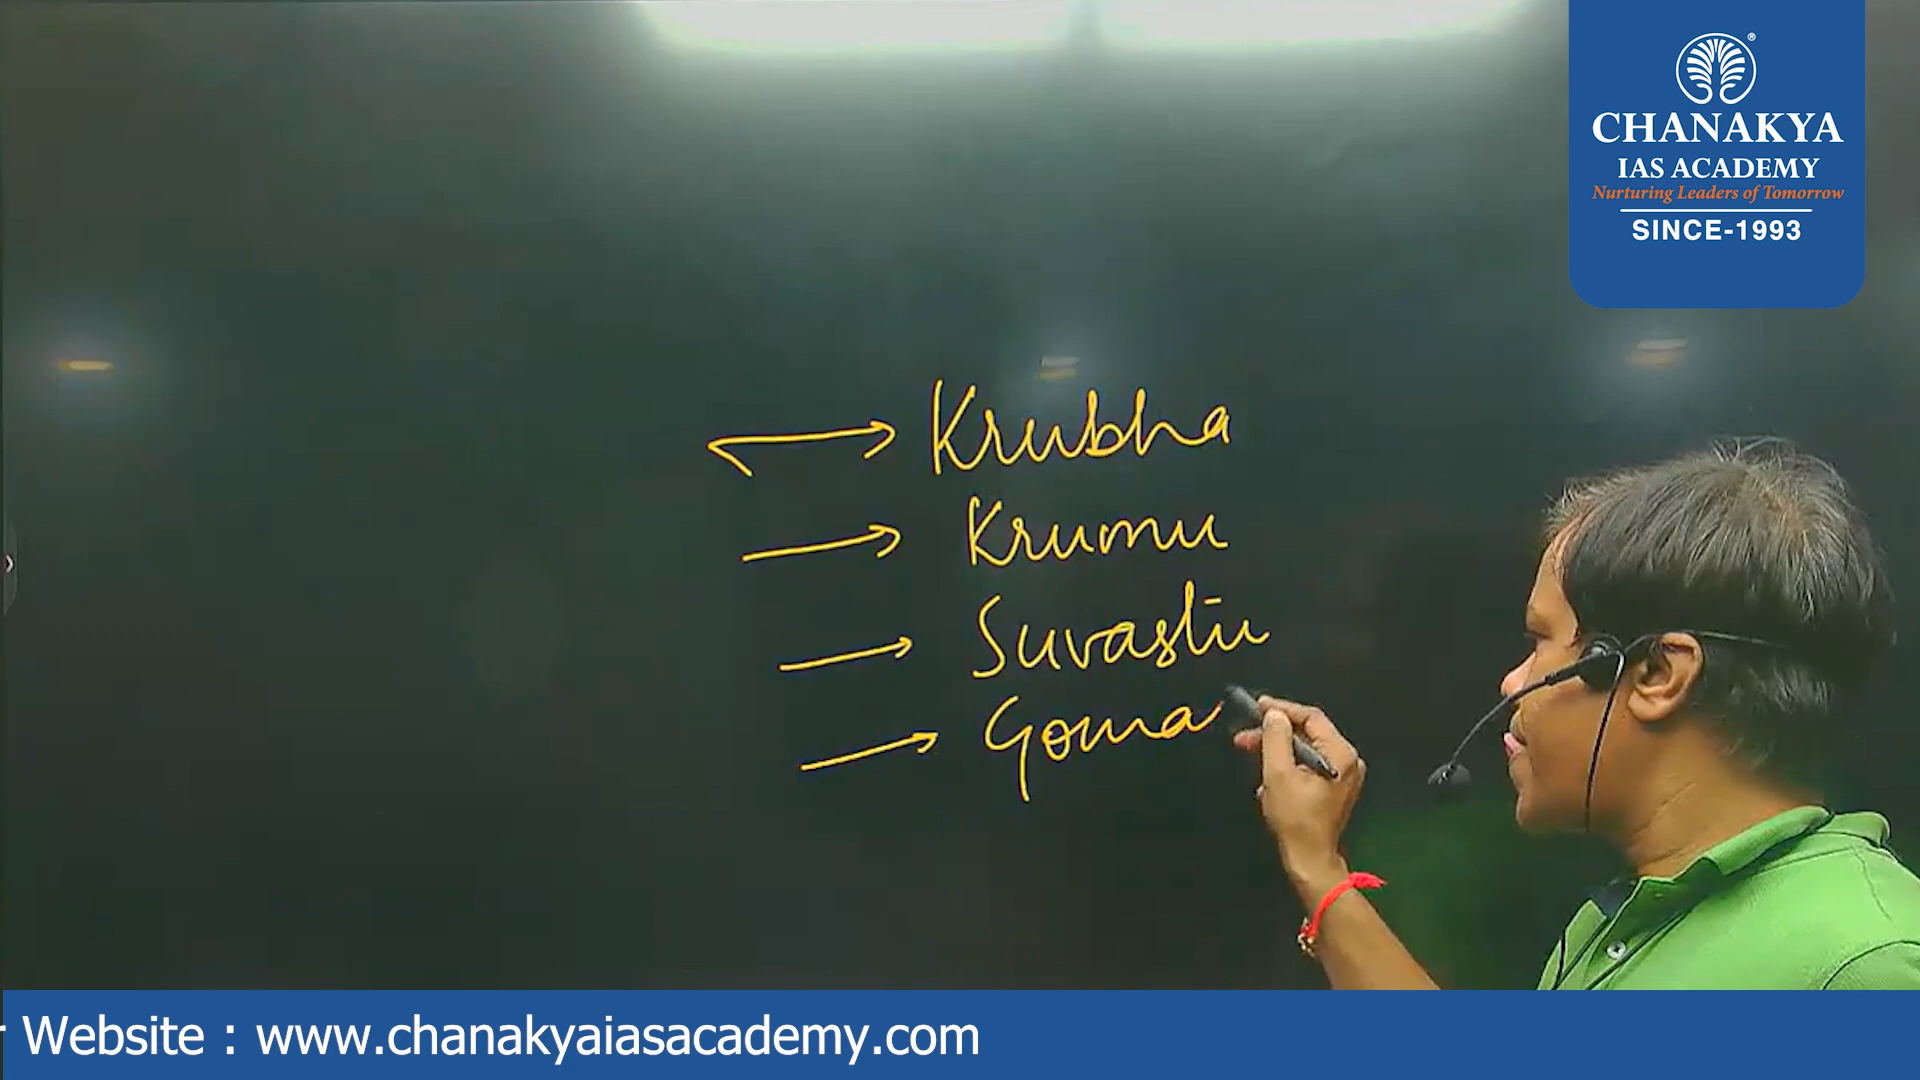 CHANAKYA
IAS ACADEMY
Nurturing Leaders of Tomorrow
SINCE-1993
→ Krubha
→ Krumu
→ Suvastu
→ Goma
Website : www.chanakyaiasacademy.com